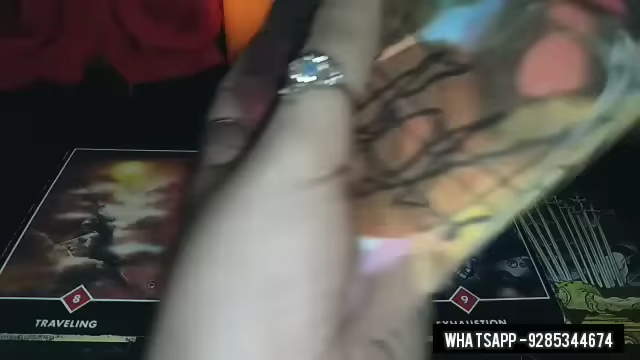 8
TRAVELING
9
EXHAUSTION
WHATSAPP -9285344674